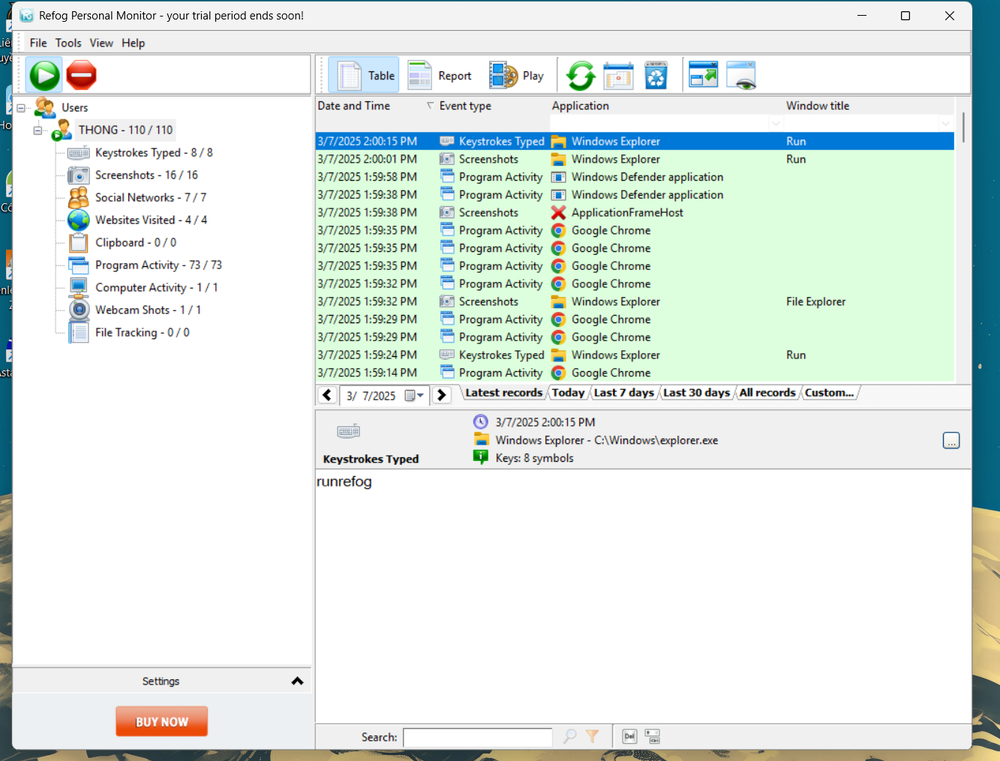 Refog Personal Monitor - your trial period ends soon!
File Tools View Help
Table Report Play
Users
THONG - 110 / 110
Keystrokes Typed - 8 / 8
Screenshots - 16 / 16
Social Networks - 7 / 7
Websites Visited - 4 / 4
Clipboard - 0 / 0
Program Activity - 73 / 73
Computer Activity - 1 / 1
Webcam Shots - 1 / 1
File Tracking - 0 / 0
Settings
BUY NOW
Date and Time Event type Application Window title
3/7/2025 2:00:15 PM Keystrokes Typed Windows Explorer Run
3/7/2025 2:00:01 PM Screenshots Windows Explorer Run
3/7/2025 1:59:58 PM Program Activity Windows Defender application
3/7/2025 1:59:38 PM Program Activity Windows Defender application
3/7/2025 1:59:38 PM Screenshots ApplicationFrameHost
3/7/2025 1:59:35 PM Program Activity Google Chrome
3/7/2025 1:59:35 PM Program Activity Google Chrome
3/7/2025 1:59:35 PM Program Activity Google Chrome
3/7/2025 1:59:32 PM Program Activity Google Chrome
3/7/2025 1:59:32 PM Screenshots Windows Explorer File Explorer
3/7/2025 1:59:29 PM Program Activity Google Chrome
3/7/2025 1:59:29 PM Program Activity Google Chrome
3/7/2025 1:59:24 PM Keystrokes Typed Windows Explorer Run
3/7/2025 1:59:14 PM Program Activity Google Chrome
3/ 7/2025 Latest records Today Last 7 days Last 30 days All records Custom...
3/7/2025 2:00:15 PM
Windows Explorer - C:\Windows\explorer.exe
...
Keystrokes Typed Keys: 8 symbols
runrefog
Search:
Del